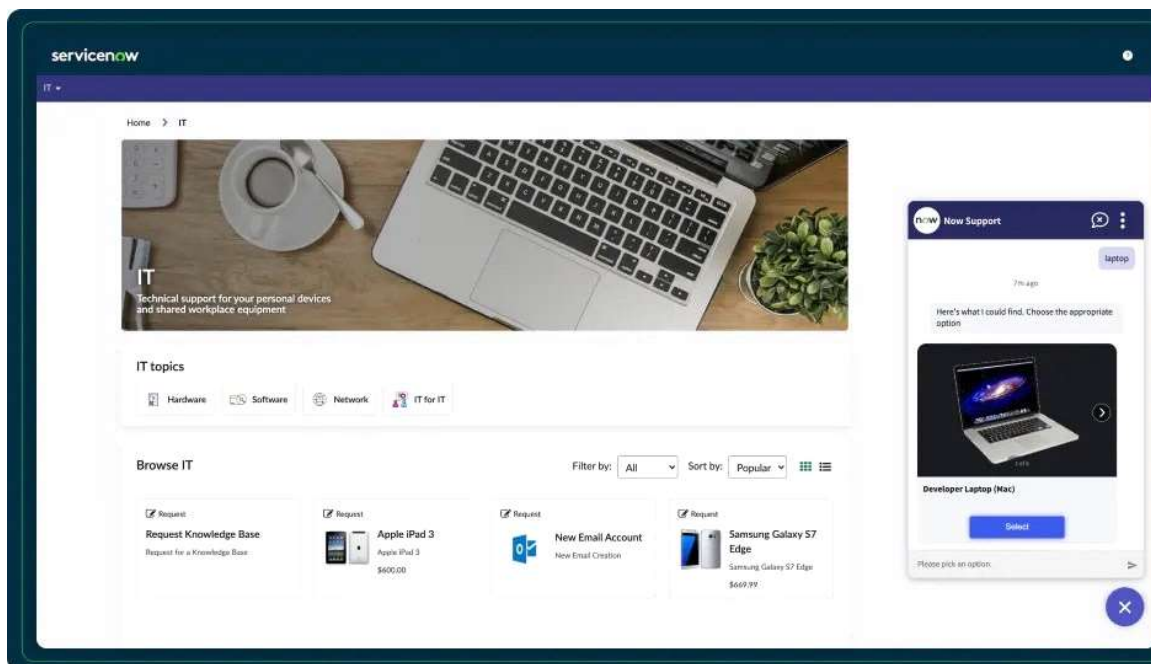 servicenow
IT
Home > IT
IT
Technical support for your personal devices
and shared workplace equipment
IT topics
Hardware
Software
Network
IT for IT
Browse IT
Filter by:
All
Sort by:
Popular
Request
Request Knowledge Base
Request for a Knowledge Base
Request
Apple iPad 3
Apple iPad 3
$600.00
Request
New Email Account
New Email Creation
Request
Samsung Galaxy S7
Edge
Samsung Galaxy S7 Edge
$669.99
now
Now Support
laptop
7m ago
Here's what I could find. Choose the appropriate
option
Developer Laptop (Mac)
Select
Please pick an option.